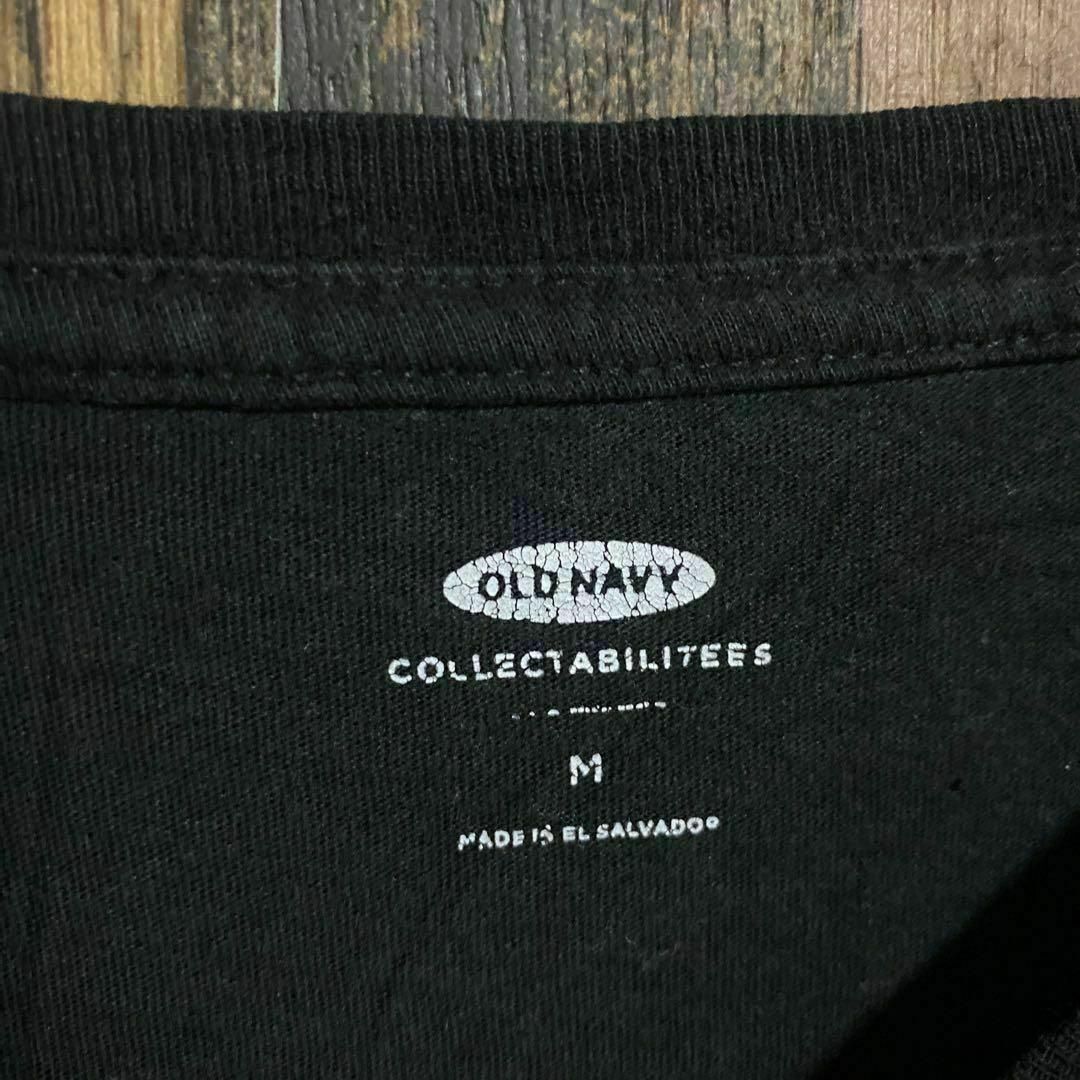 OLD NAVY
COLLECTABILITEES
M
MADE IN EL SALVADOR